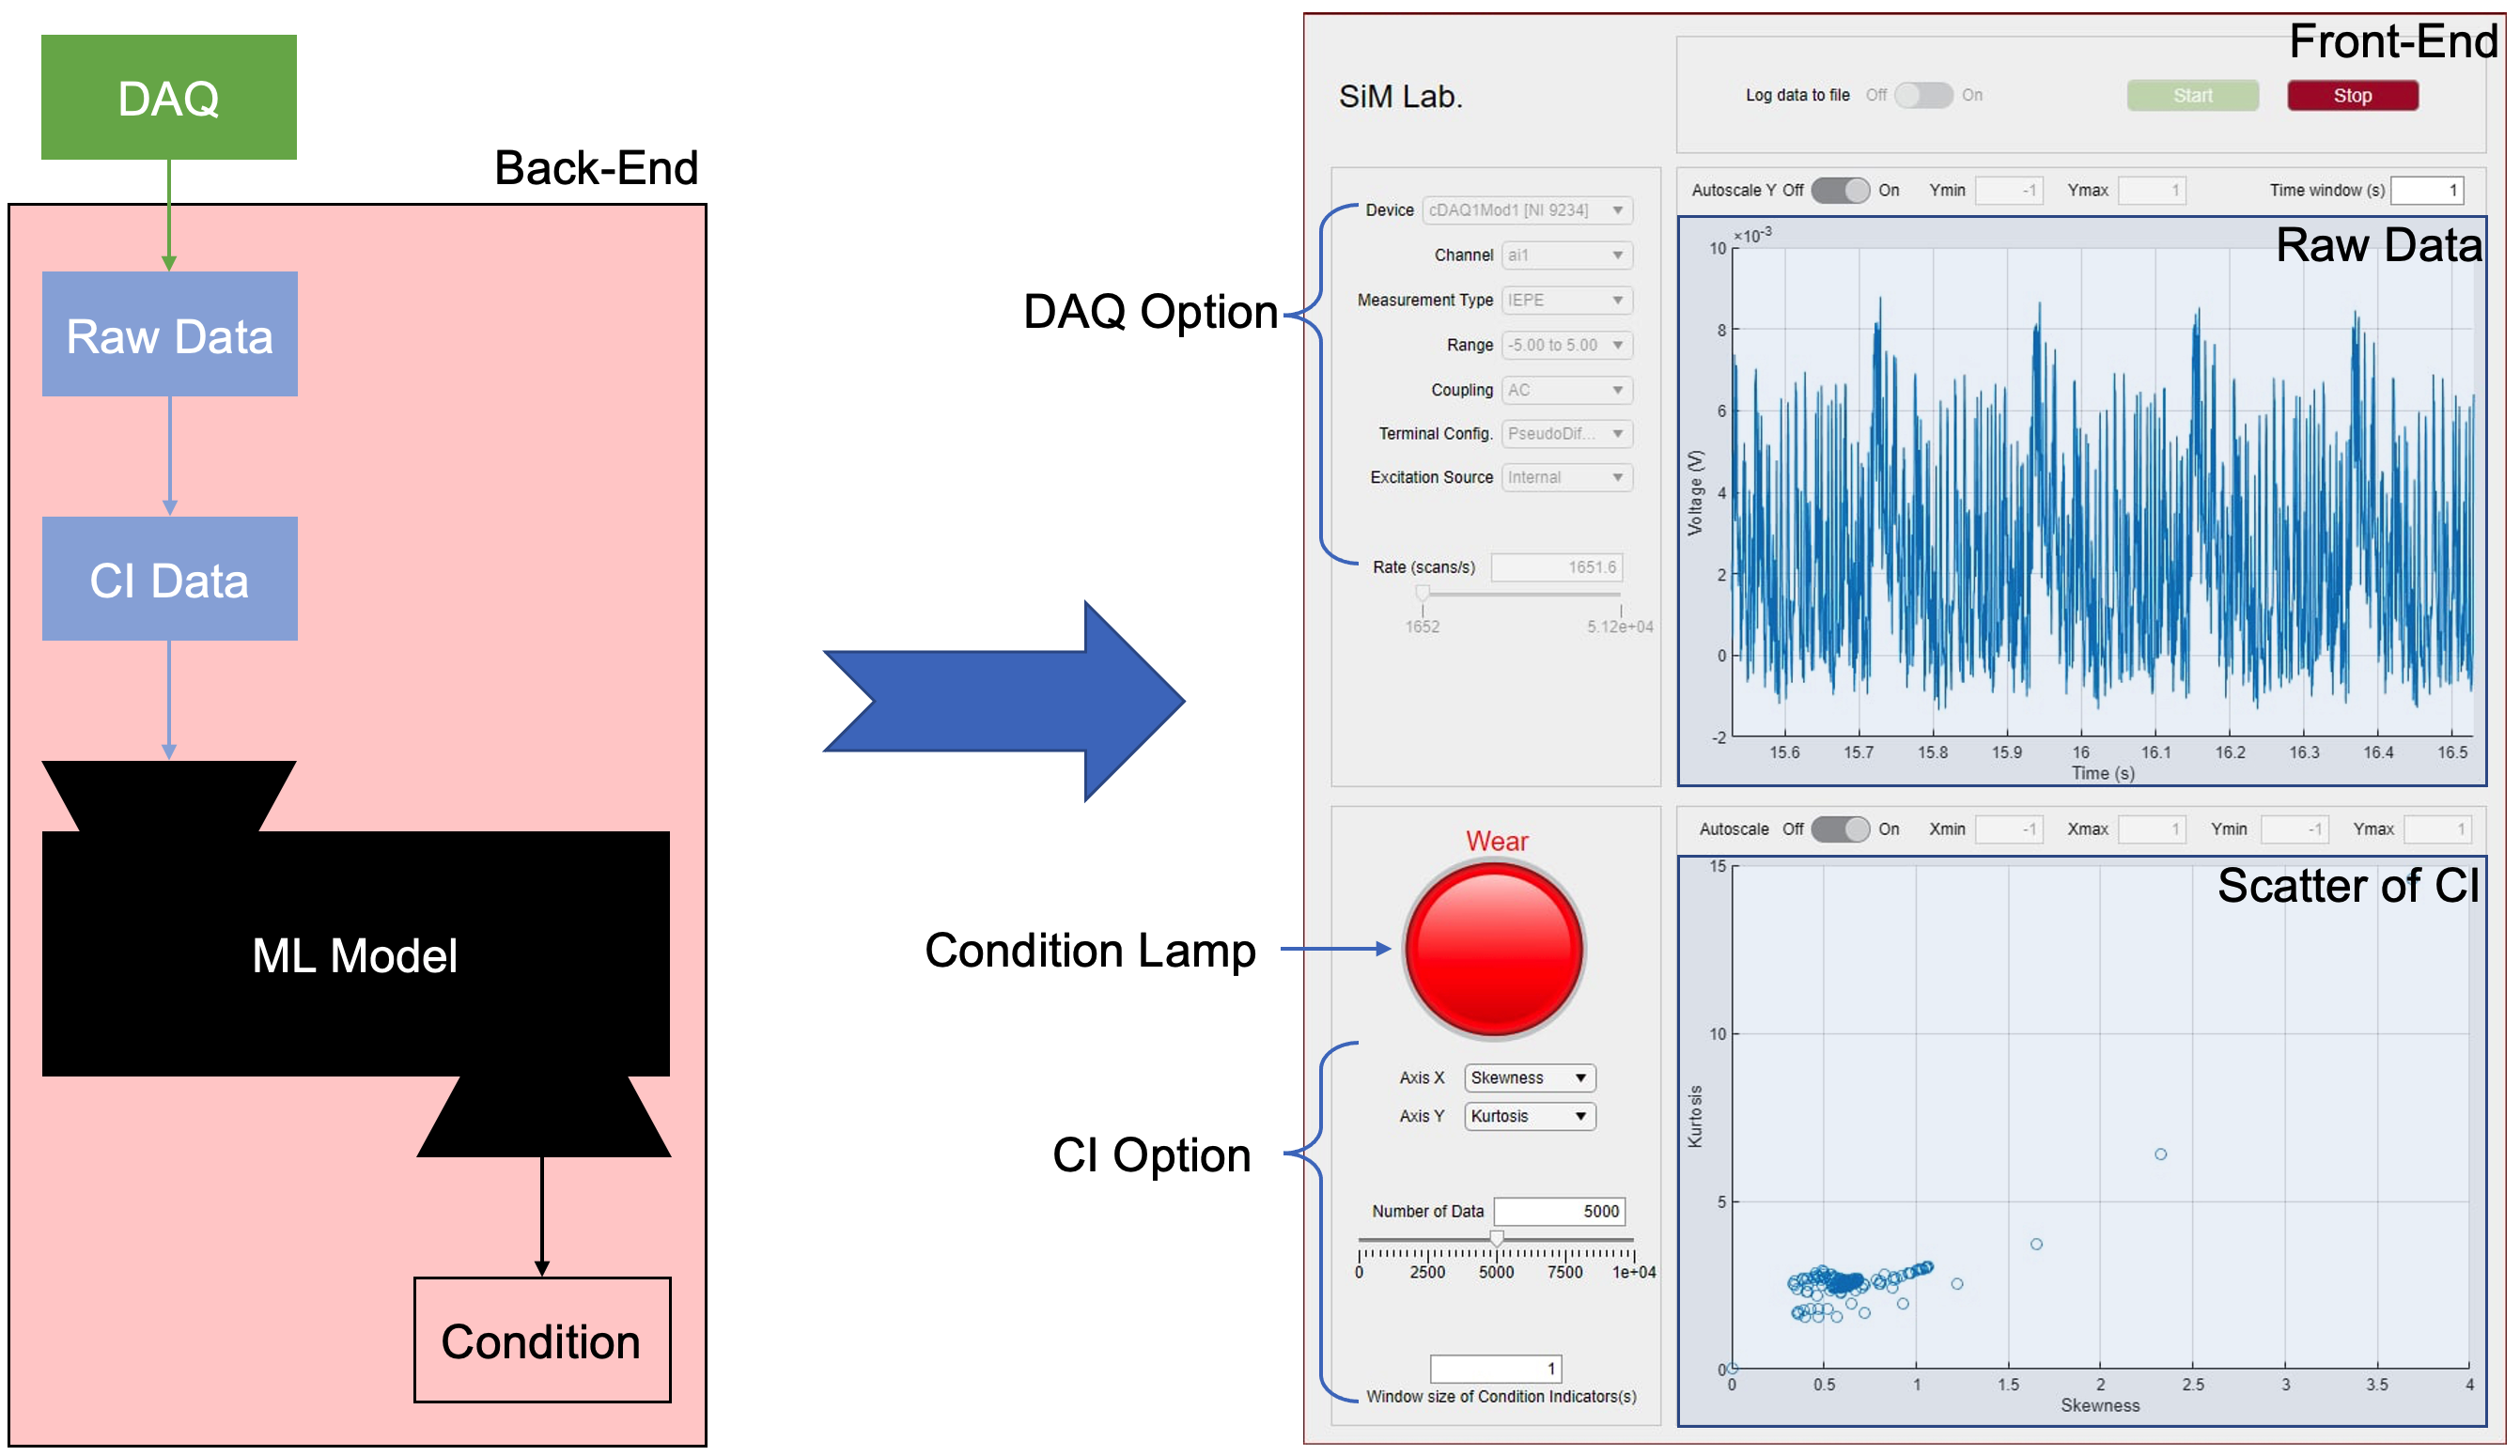 DAQ
Back-End
Raw Data
CI Data
ML Model
Condition
DAQ Option
Condition Lamp
CI Option
Front-End
SiM Lab.
Log data to file Off On Start Stop
Device cDAQ1Mod1 [NI 9234]
Channel ai1
Measurement Type IEPE
Range -5.00 to 5.00
Coupling AC
Terminal Config. PseudoDif...
Excitation Source Internal
Rate (scans/s) 1651.6
1652 5.12e+04
Autoscale Y Off On Ymin -1 Ymax 1 Time window (s) 1
Raw Data
×10-3
10
8
6
4
2
0
-2
Voltage (V)
15.6 15.7 15.8 15.9 16 16.1 16.2 16.3 16.4 16.5
Time (s)
Wear
Axis X Skewness
Axis Y Kurtosis
Number of Data 5000
0 2500 5000 7500 1e+04
1
Window size of Condition Indicators(s)
Autoscale Off On Xmin -1 Xmax 1 Ymin -1 Ymax 1
Scatter of CI
15
10
5
0
Kurtosis
0 0.5 1 1.5 2 2.5 3 3.5 4
Skewness